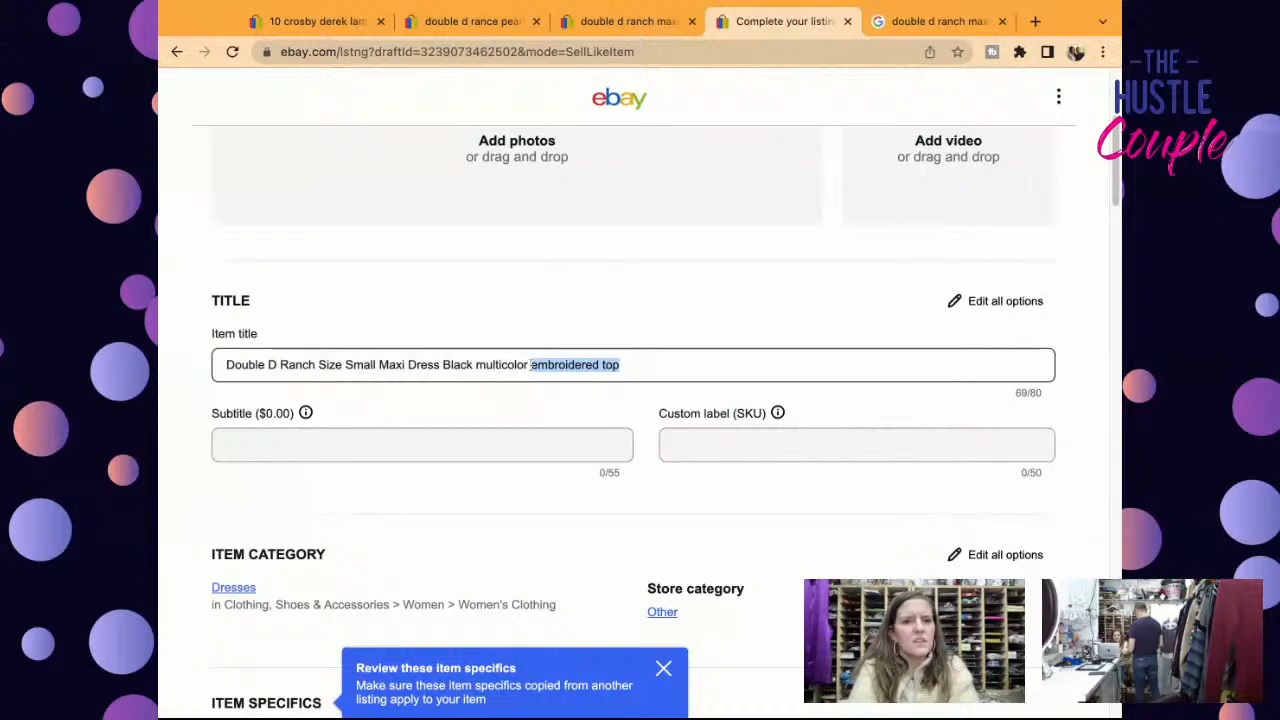 10 crosby derek lam
double d rance pea
double d ranch max
Complete your listin
double d ranch max
ebay.com/lstng?draftId=3239073462502&mode=SellLikeItem
-THE-
HUSTLE
Couple
ebay
Add photos
or drag and drop
Add video
or drag and drop
TITLE
Edit all options
Item title
Double D Ranch Size Small Maxi Dress Black multicolor embroidered top
69/80
Subtitle ($0.00)
Custom label (SKU)
0/55
0/50
ITEM CATEGORY
Edit all options
Dresses
in Clothing, Shoes & Accessories > Women > Women's Clothing
Store category
Other
Review these item specifics
Make sure these item specifics copied from another
listing apply to your item
ITEM SPECIFICS